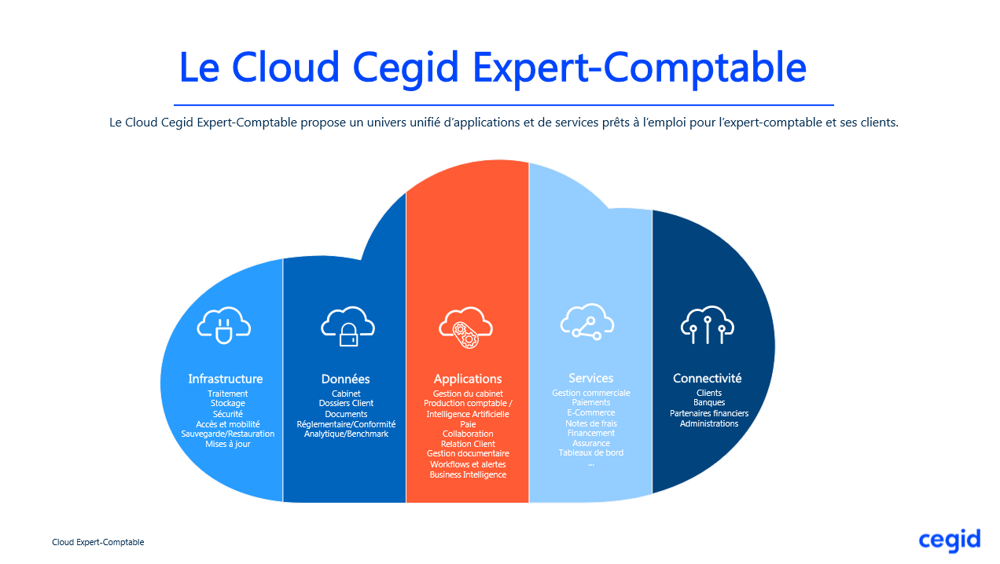 Le Cloud Cegid Expert-Comptable
Le Cloud Cegid Expert-Comptable propose un univers unifié d’applications et de services prêts à l’emploi pour l’expert-comptable et ses clients.
Infrastructure
Traitement
Stockage
Sécurité
Accès et mobilité
Sauvegarde/Restauration
Mises à jour
Données
Cabinet
Dossiers Client
Documents
Réglementaire/Conformité
Analytique/Benchmark
Applications
Gestion du cabinet
Production comptable /
Intelligence Artificielle
Paie
Collaboration
Relation Client
Gestion documentaire
Workflows et alertes
Business Intelligence
Services
Gestion commerciale
Paiements
E-Commerce
Notes de frais
Financement
Assurance
Tableaux de bord
...
Connectivité
Clients
Banques
Partenaires financiers
Administrations
Cloud Expert-Comptable
cegid